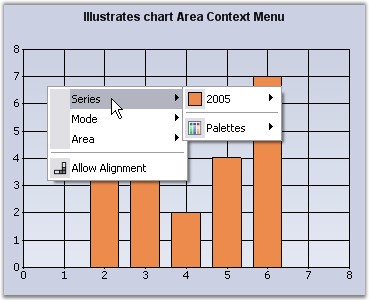 Illustrates chart Area Context Menu
8
7
6
5
4
3
2
1
0
Series
Mode
Area
Allow Alignment
2005
Palettes
0 1 2 3 4 5 6 7 8